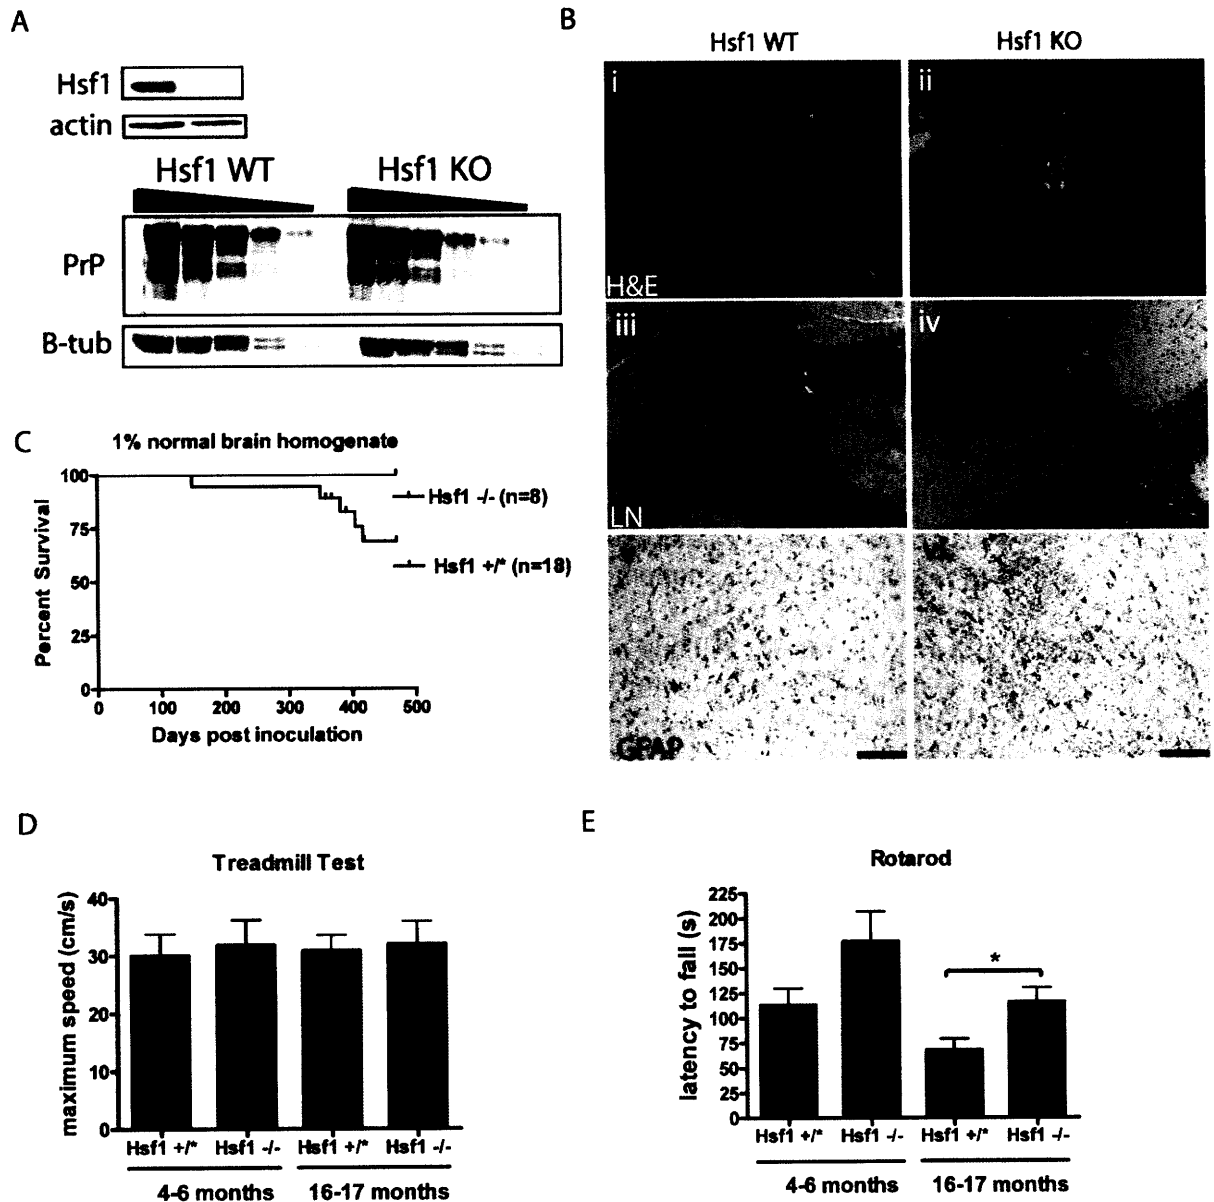 A
Hsf1
actin
Hsf1 WT
Hsf1 KO
PrP
B-tub
B
Hsf1 WT
Hsf1 KO
i
ii
H&E
iii
iv
LN
GFAP
C
1% normal brain homogenate
Percent Survival
100
75
50
25
0
Hsf1 -/- (n=8)
Hsf1 +/* (n=18)
0 100 200 300 400 500
Days post inoculation
D
Treadmill Test
maximum speed (cm/s)
40
30
20
10
0
Hsf1 +/* Hsf1 -/- Hsf1 +/* Hsf1 -/-
4-6 months 16-17 months
E
Rotarod
latency to fall (s)
225
200
175
150
125
100
75
50
25
0
*
Hsf1 +/* Hsf1 -/- Hsf1 +/* Hsf1 -/-
4-6 months 16-17 months